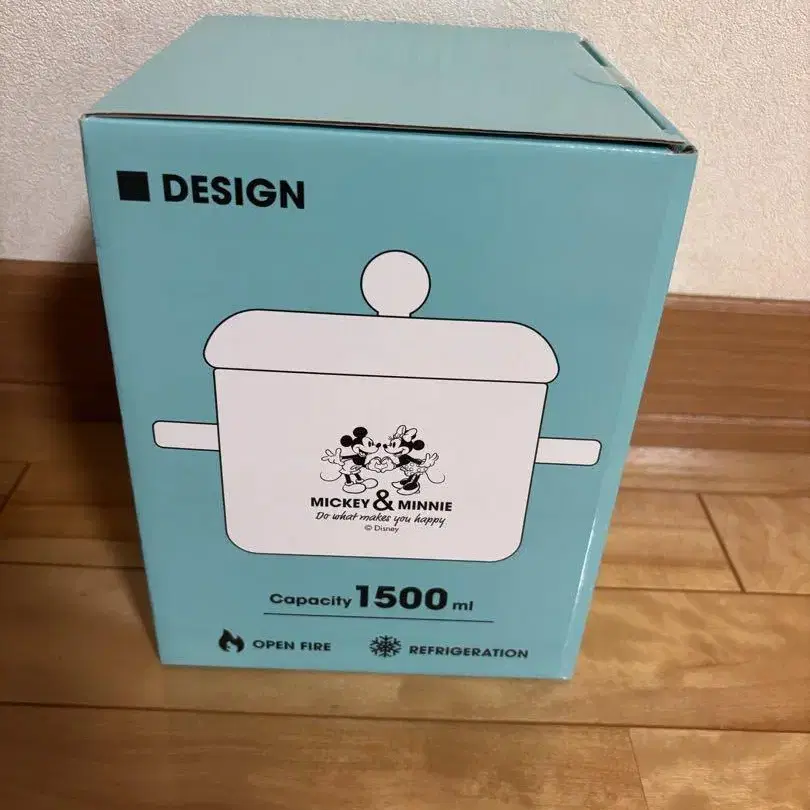 DESIGN
MICKEY & MINNIE
Do what makes you happy
© Disney
Capacity 1500 ml
OPEN FIRE REFRIGERATION